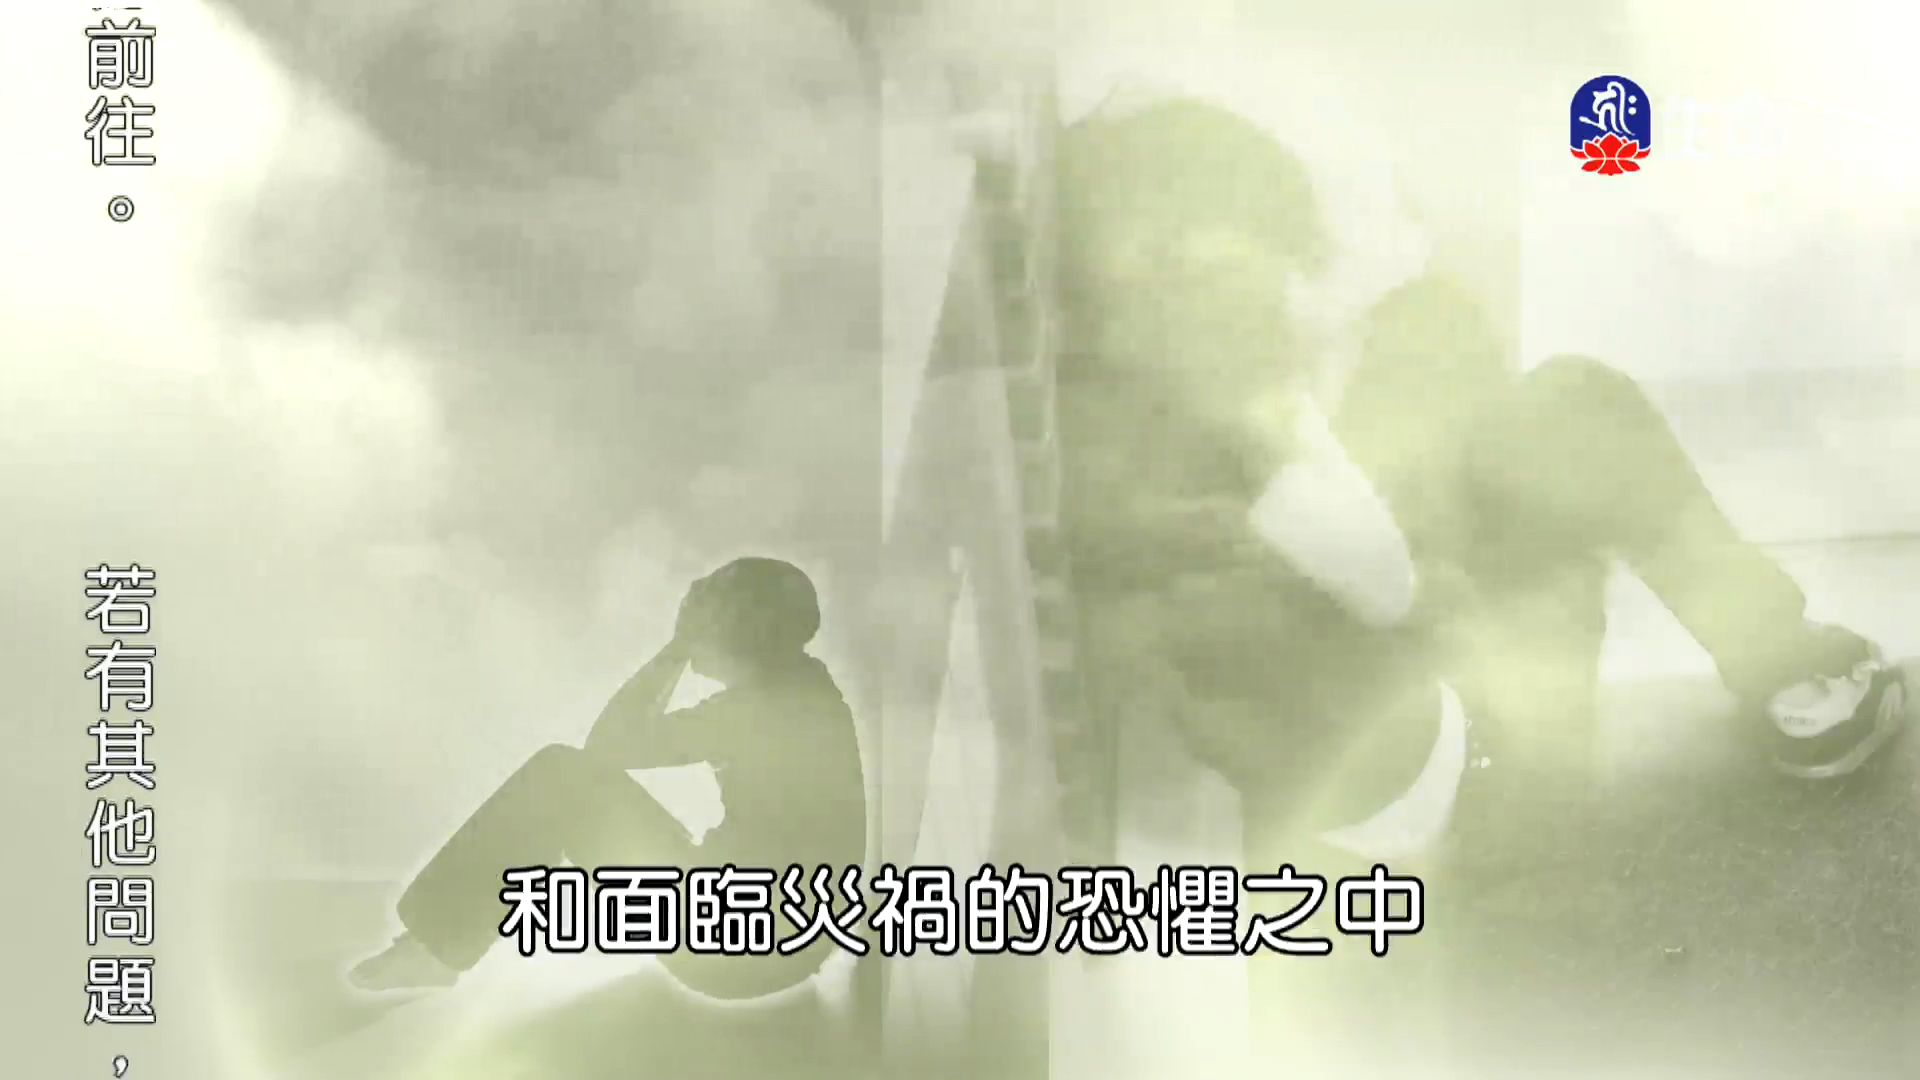 前往。
若有其他問題，
和面臨災禍的恐懼之中